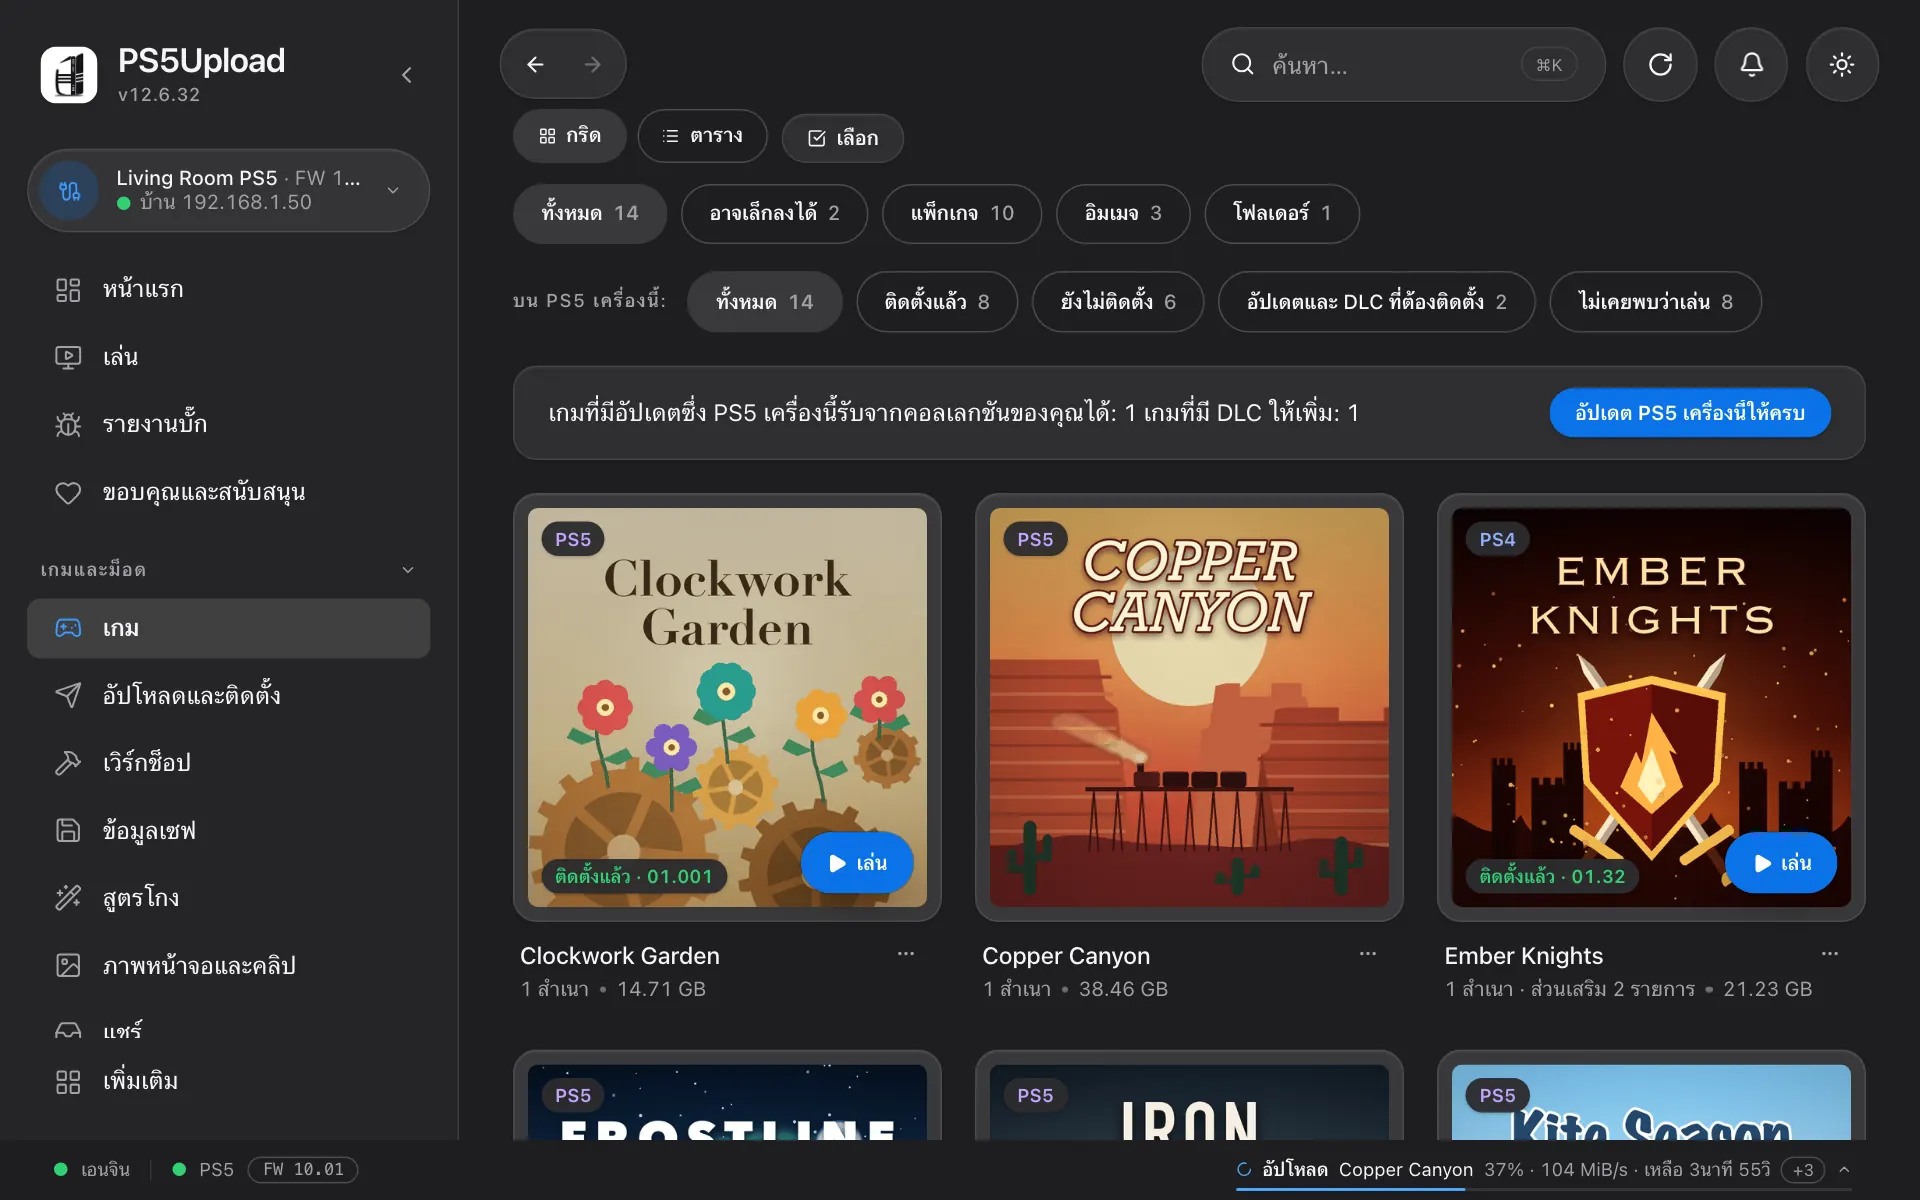 PS5Upload
v12.6.32
Living Room PS5 · FW 1...
บ้าน 192.168.1.50
หน้าแรก
เล่น
รายงานบั๊ก
ขอบคุณและสนับสนุน
เกมและม็อด
เกม
อัปโหลดและติดตั้ง
เวิร์กช็อป
ข้อมูลเซฟ
สูตรโกง
ภาพหน้าจอและคลิป
แชร์
เพิ่มเติม
ค้นหา... ⌘K
กริด ตาราง เลือก
ทั้งหมด 14 อาจเล็กลงได้ 2 แพ็กเกจ 10 อิมเมจ 3 โฟลเดอร์ 1
บน PS5 เครื่องนี้: ทั้งหมด 14 ติดตั้งแล้ว 8 ยังไม่ติดตั้ง 6 อัปเดตและ DLC ที่ต้องติดตั้ง 2 ไม่เคยพบว่าเล่น 8
เกมที่มีอัปเดตซึ่ง PS5 เครื่องนี้รับจากคอลเลกชันของคุณได้: 1 เกมที่มี DLC ให้เพิ่ม: 1 อัปเดต PS5 เครื่องนี้ให้ครบ
PS5
Clockwork
Garden
ติดตั้งแล้ว · 01.001 เล่น
Clockwork Garden ...
1 สำเนา • 14.71 GB
PS5
COPPER
CANYON
Copper Canyon ...
1 สำเนา • 38.46 GB
PS4
EMBER
KNIGHTS
ติดตั้งแล้ว · 01.32 เล่น
Ember Knights ...
1 สำเนา · ส่วนเสริม 2 รายการ • 21.23 GB
PS5
FROSTLINE
PS5
IRON
PS5
Kite Season
เอนจิน PS5 FW 10.01
อัปโหลด Copper Canyon 37% · 104 MiB/s · เหลือ 3นาที 55วิ +3